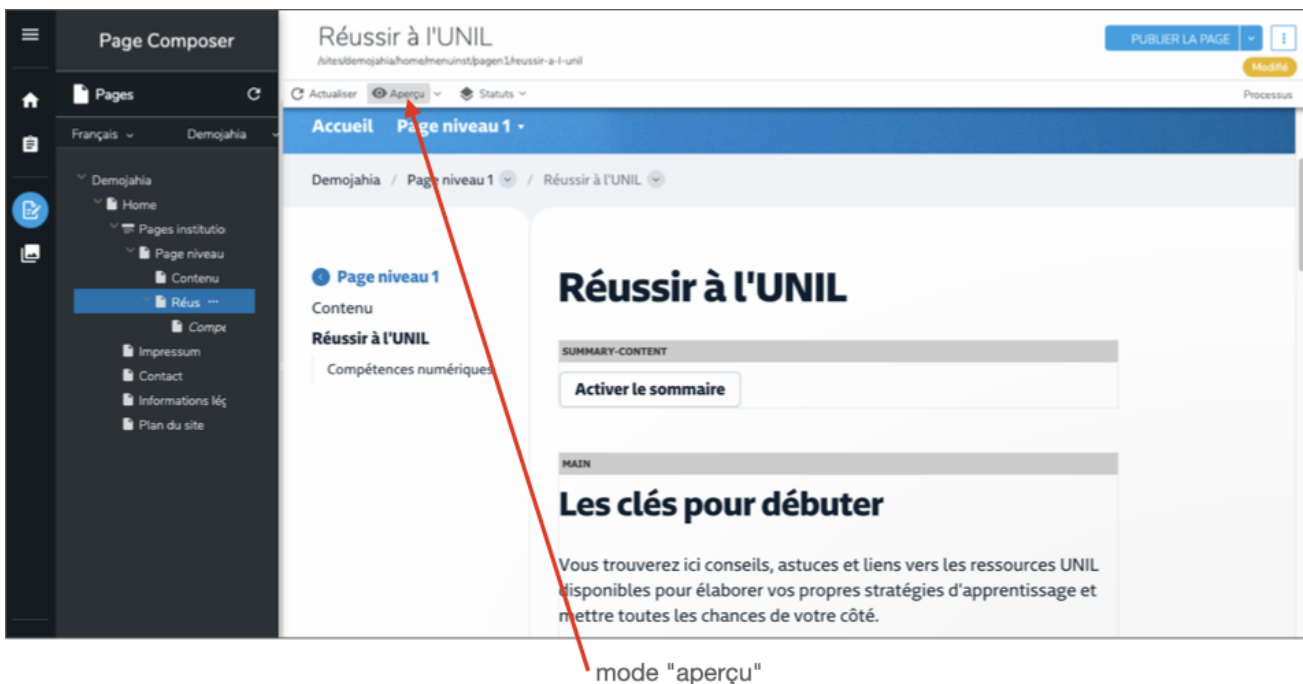 Page Composer
Réussir à l'UNIL
/sites/demojahia/home/menuinst/pagen1/reussir-a-l-unil
PUBLIER LA PAGE
Modifié
Pages
Actualiser Aperçu Statuts
Processus
Français Demojahia
Accueil Page niveau 1
Demojahia / Page niveau 1 / Réussir à l'UNIL
Demojahia
Home
Pages institutio
Page niveau
Contenu
Réus ...
Compe
Impressum
Contact
Informations lég
Plan du site
Page niveau 1
Contenu
Réussir à l'UNIL
Compétences numériques
Réussir à l'UNIL
SUMMARY-CONTENT
Activer le sommaire
MAIN
Les clés pour débuter
Vous trouverez ici conseils, astuces et liens vers les ressources UNIL
disponibles pour élaborer vos propres stratégies d'apprentissage et
mettre toutes les chances de votre côté.
mode "aperçu"